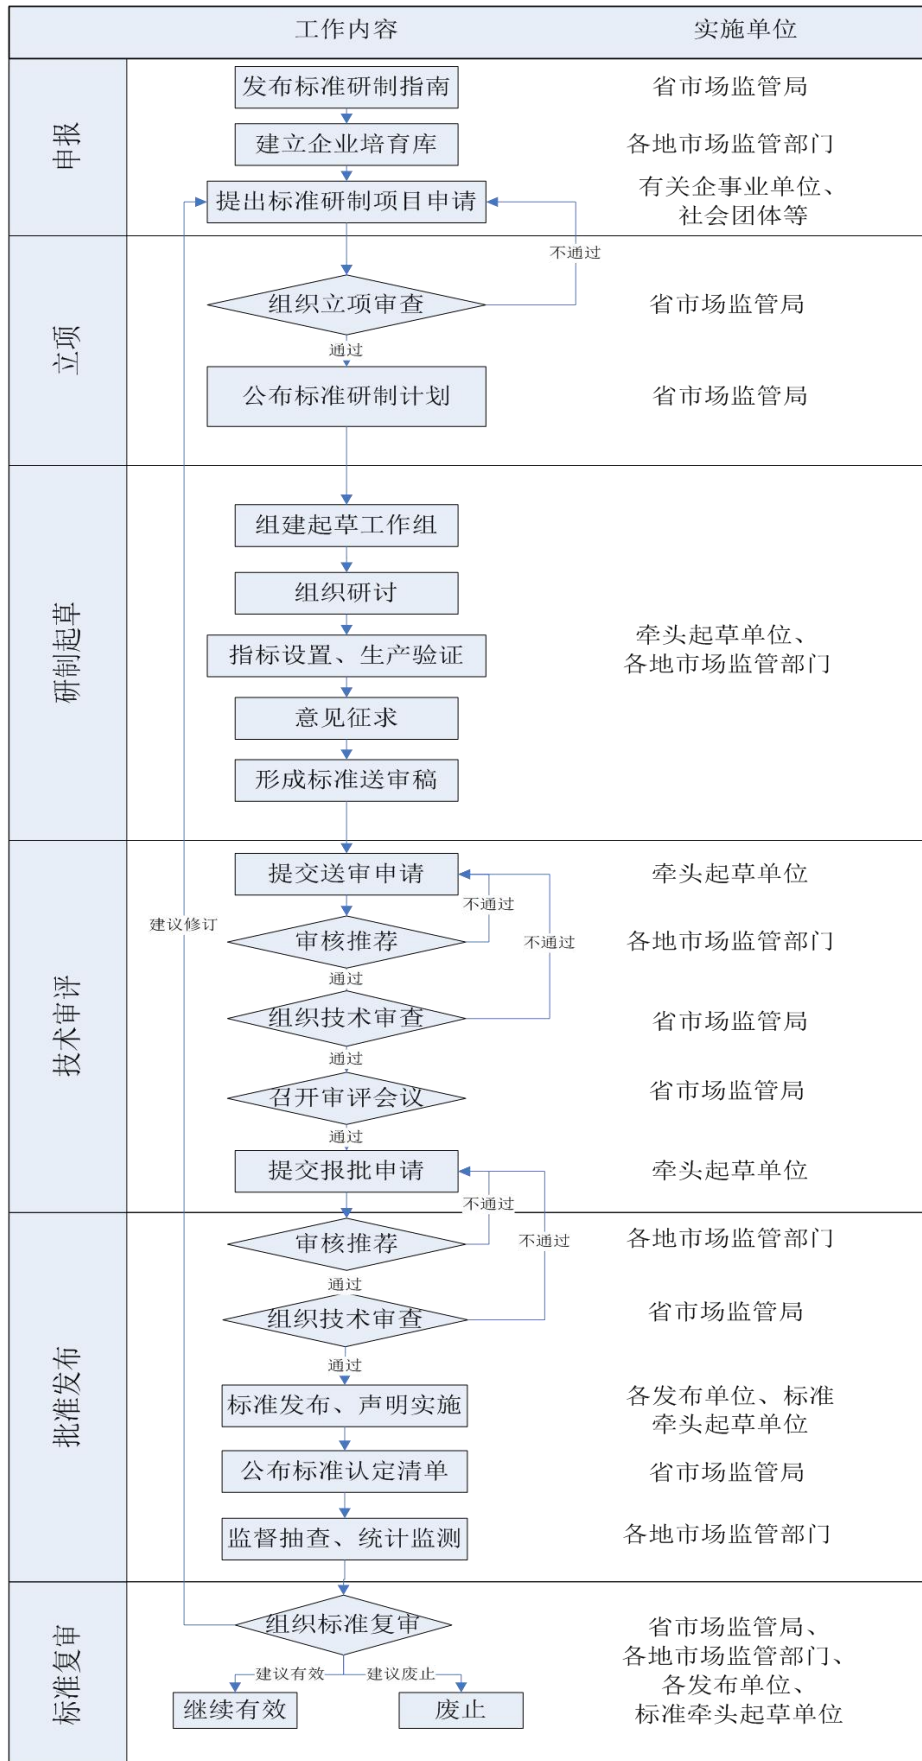 工作内容
实施单位
申报
发布标准研制指南
省市场监管局
建立企业培育库
各地市场监管部门
提出标准研制项目申请
有关企事业单位、
社会团体等
不通过
立项
组织立项审查
省市场监管局
通过
公布标准研制计划
省市场监管局
研制起草
组建起草工作组
组织研讨
指标设置、生产验证
意见征求
形成标准送审稿
牵头起草单位、
各地市场监管部门
技术审评
提交送审申请
牵头起草单位
不通过
建议修订
审核推荐
不通过
各地市场监管部门
通过
组织技术审查
省市场监管局
通过
召开审评会议
省市场监管局
通过
提交报批申请
牵头起草单位
不通过
批准发布
审核推荐
不通过
各地市场监管部门
通过
组织技术审查
省市场监管局
通过
标准发布、声明实施
各发布单位、标准
牵头起草单位
公布标准认定清单
省市场监管局
监督抽查、统计监测
各地市场监管部门
标准复审
组织标准复审
建议有效
建议废止
继续有效
废止
省市场监管局、
各地市场监管部门、
各发布单位、
标准牵头起草单位